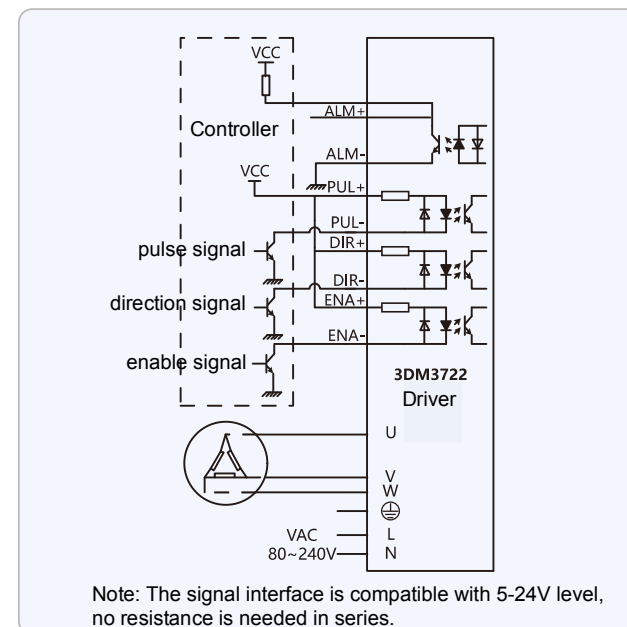 VCC
ALM+
Controller
ALM-
VCC
PUL+
PUL-
pulse signal
DIR+
DIR-
direction signal
ENA+
ENA-
enable signal
3DM3722
Driver
U
V
W
VAC
L
80~240V
N
Note: The signal interface is compatible with 5-24V level,
no resistance is needed in series.